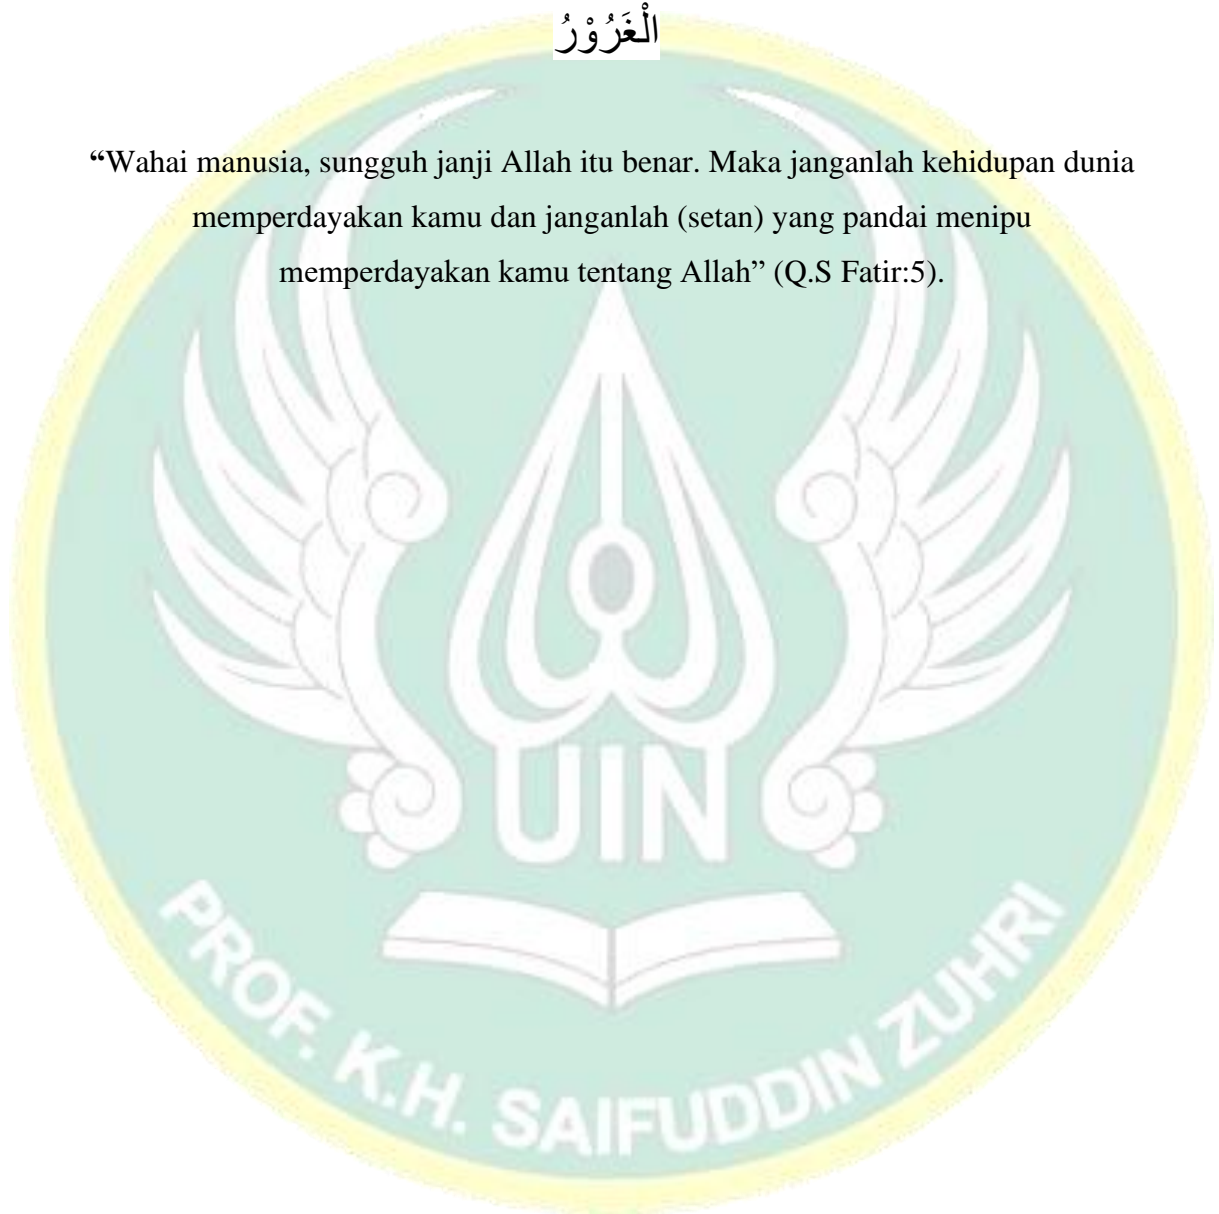 الْغَرُوْرُ
“Wahai manusia, sungguh janji Allah itu benar. Maka janganlah kehidupan dunia
memperdayakan kamu dan janganlah (setan) yang pandai menipu
memperdayakan kamu tentang Allah” (Q.S Fatir:5).
UIN
PROF. K.H. SAIFUDDIN ZUHRI